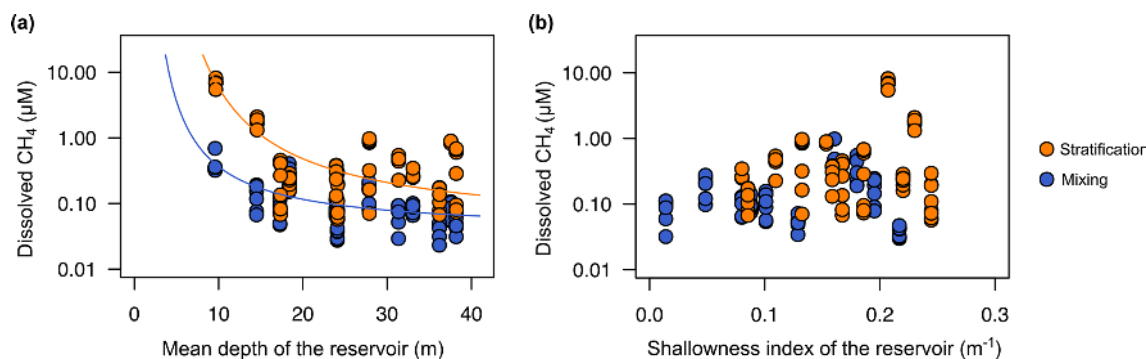 (a)
Dissolved CH₄ (µM)
10.00
1.00
0.10
0.01
0 10 20 30 40
Mean depth of the reservoir (m)
(b)
Dissolved CH₄ (µM)
10.00
1.00
0.10
0.01
0.0 0.1 0.2 0.3
Shallowness index of the reservoir (m⁻¹)
Stratification
Mixing